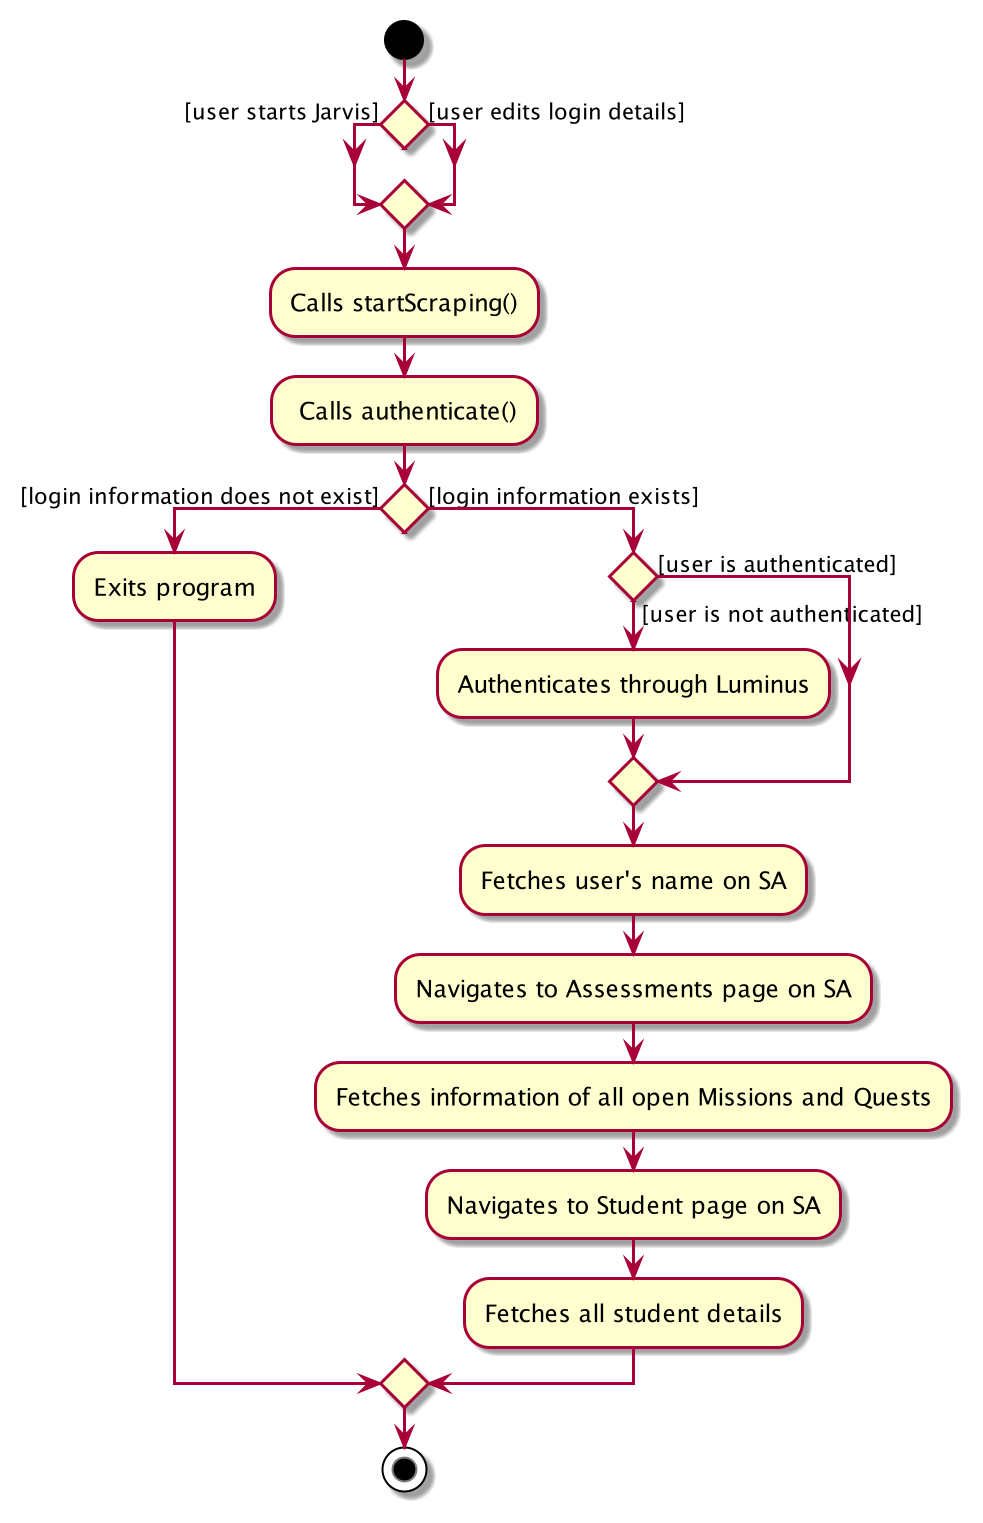 [user starts Jarvis]
[user edits login details]
Calls startScraping()
Calls authenticate()
[login information does not exist]
[login information exists]
Exits program
[user is authenticated]
[user is not authenticated]
Authenticates through Luminus
Fetches user's name on SA
Navigates to Assessments page on SA
Fetches information of all open Missions and Quests
Navigates to Student page on SA
Fetches all student details